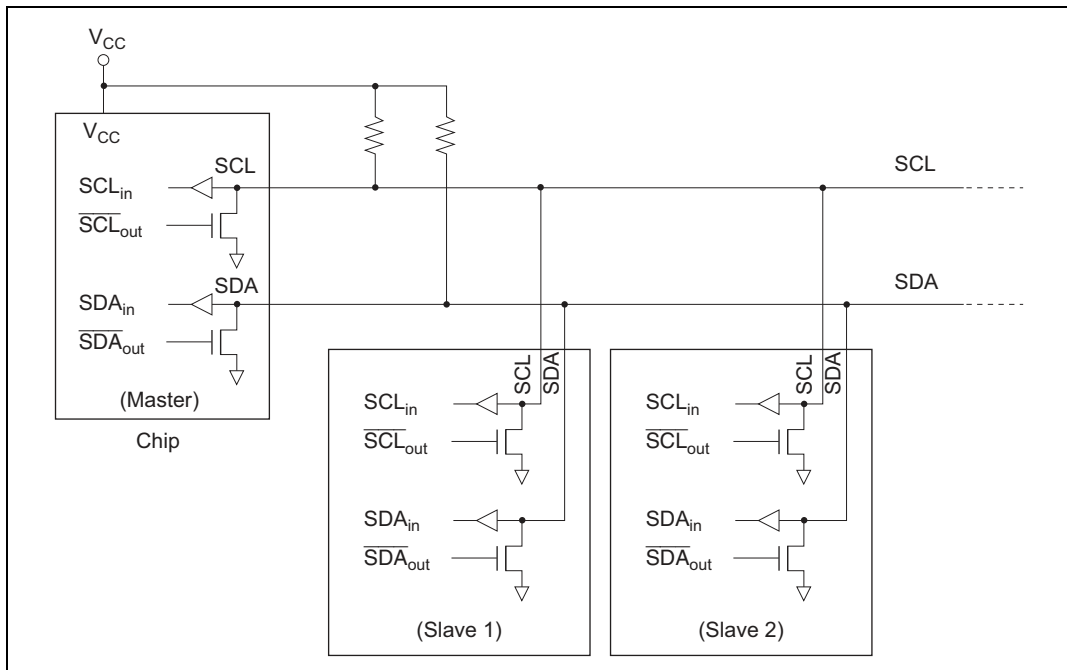 VCC
VCC
SCL
SCLin
SCLout
SDA
SDAin
SDAout
(Master)
Chip
SCL
SDA
SCL
SDA
SCLin
SCLout
SDAin
SDAout
(Slave 1)
SCL
SDA
SCLin
SCLout
SDAin
SDAout
(Slave 2)